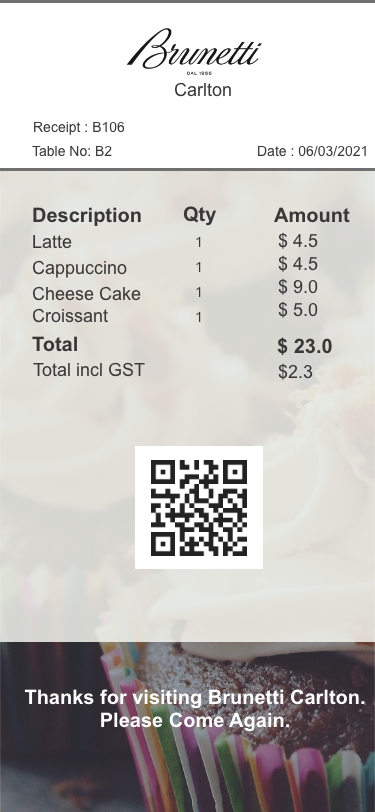 Brunetti
DAL 1956
Carlton
Receipt : B106
Table No: B2 Date : 06/03/2021
Description Qty Amount
Latte 1 $ 4.5
Cappuccino 1 $ 4.5
Cheese Cake 1 $ 9.0
Croissant 1 $ 5.0
Total $ 23.0
Total incl GST $2.3
Thanks for visiting Brunetti Carlton.
Please Come Again.